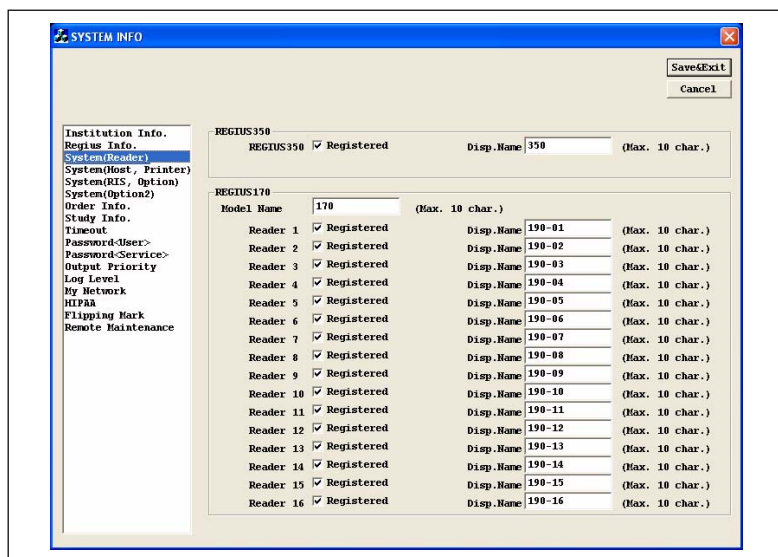 SYSTEM INFO
Save&Exit
Cancel
Institution Info.
Regius Info.
System(Reader)
System(Host, Printer)
System(RIS, Option)
System(Option2)
Order Info.
Study Info.
Timeout
Password<User>
Password<Service>
Output Priority
Log Level
My Network
HIPAA
Flipping Mark
Remote Maintenance
REGIUS350
REGIUS350 Registered Disp.Name 350 (Max. 10 char.)
REGIUS170
Model Name 170 (Max. 10 char.)
Reader 1 Registered Disp.Name 190-01 (Max. 10 char.)
Reader 2 Registered Disp.Name 190-02 (Max. 10 char.)
Reader 3 Registered Disp.Name 190-03 (Max. 10 char.)
Reader 4 Registered Disp.Name 190-04 (Max. 10 char.)
Reader 5 Registered Disp.Name 190-05 (Max. 10 char.)
Reader 6 Registered Disp.Name 190-06 (Max. 10 char.)
Reader 7 Registered Disp.Name 190-07 (Max. 10 char.)
Reader 8 Registered Disp.Name 190-08 (Max. 10 char.)
Reader 9 Registered Disp.Name 190-09 (Max. 10 char.)
Reader 10 Registered Disp.Name 190-10 (Max. 10 char.)
Reader 11 Registered Disp.Name 190-11 (Max. 10 char.)
Reader 12 Registered Disp.Name 190-12 (Max. 10 char.)
Reader 13 Registered Disp.Name 190-13 (Max. 10 char.)
Reader 14 Registered Disp.Name 190-14 (Max. 10 char.)
Reader 15 Registered Disp.Name 190-15 (Max. 10 char.)
Reader 16 Registered Disp.Name 190-16 (Max. 10 char.)